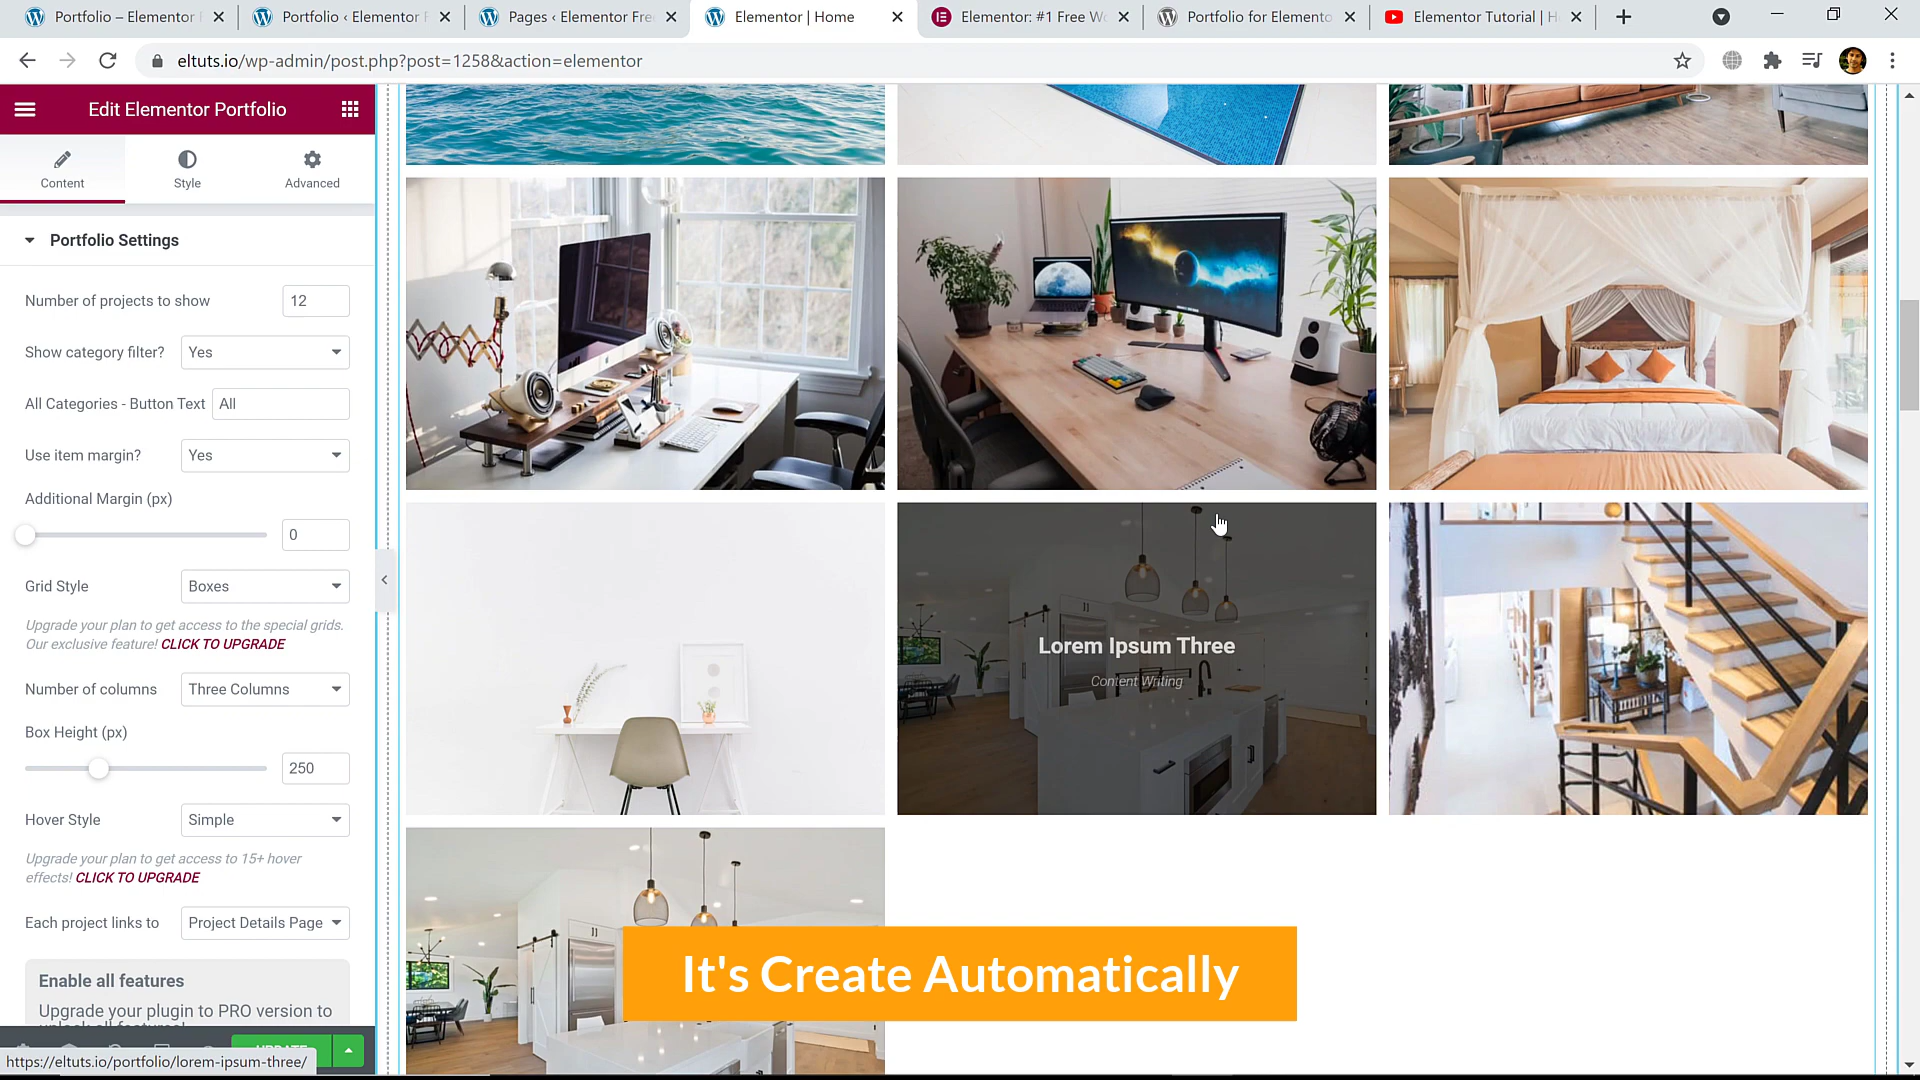 Portfolio – Elementor F
Portfolio ‹ Elementor F
Pages ‹ Elementor Fre
Elementor | Home
Elementor: #1 Free Wo
Portfolio for Elemento
Elementor Tutorial | H
eltuts.io/wp-admin/post.php?post=1258&action=elementor
Edit Elementor Portfolio
Content
Style
Advanced
Portfolio Settings
Number of projects to show 12
Show category filter? Yes
All Categories - Button Text All
Use item margin? Yes
Additional Margin (px)
0
Grid Style Boxes
Upgrade your plan to get access to the special grids.
Our exclusive feature! CLICK TO UPGRADE
Number of columns Three Columns
Box Height (px)
250
Hover Style Simple
Upgrade your plan to get access to 15+ hover
effects! CLICK TO UPGRADE
Each project links to Project Details Page
Enable all features
Upgrade your plugin to PRO version to
unlock all features!
UPDATE
https://eltuts.io/portfolio/lorem-ipsum-three/
Lorem Ipsum Three
Content Writing
It's Create Automatically